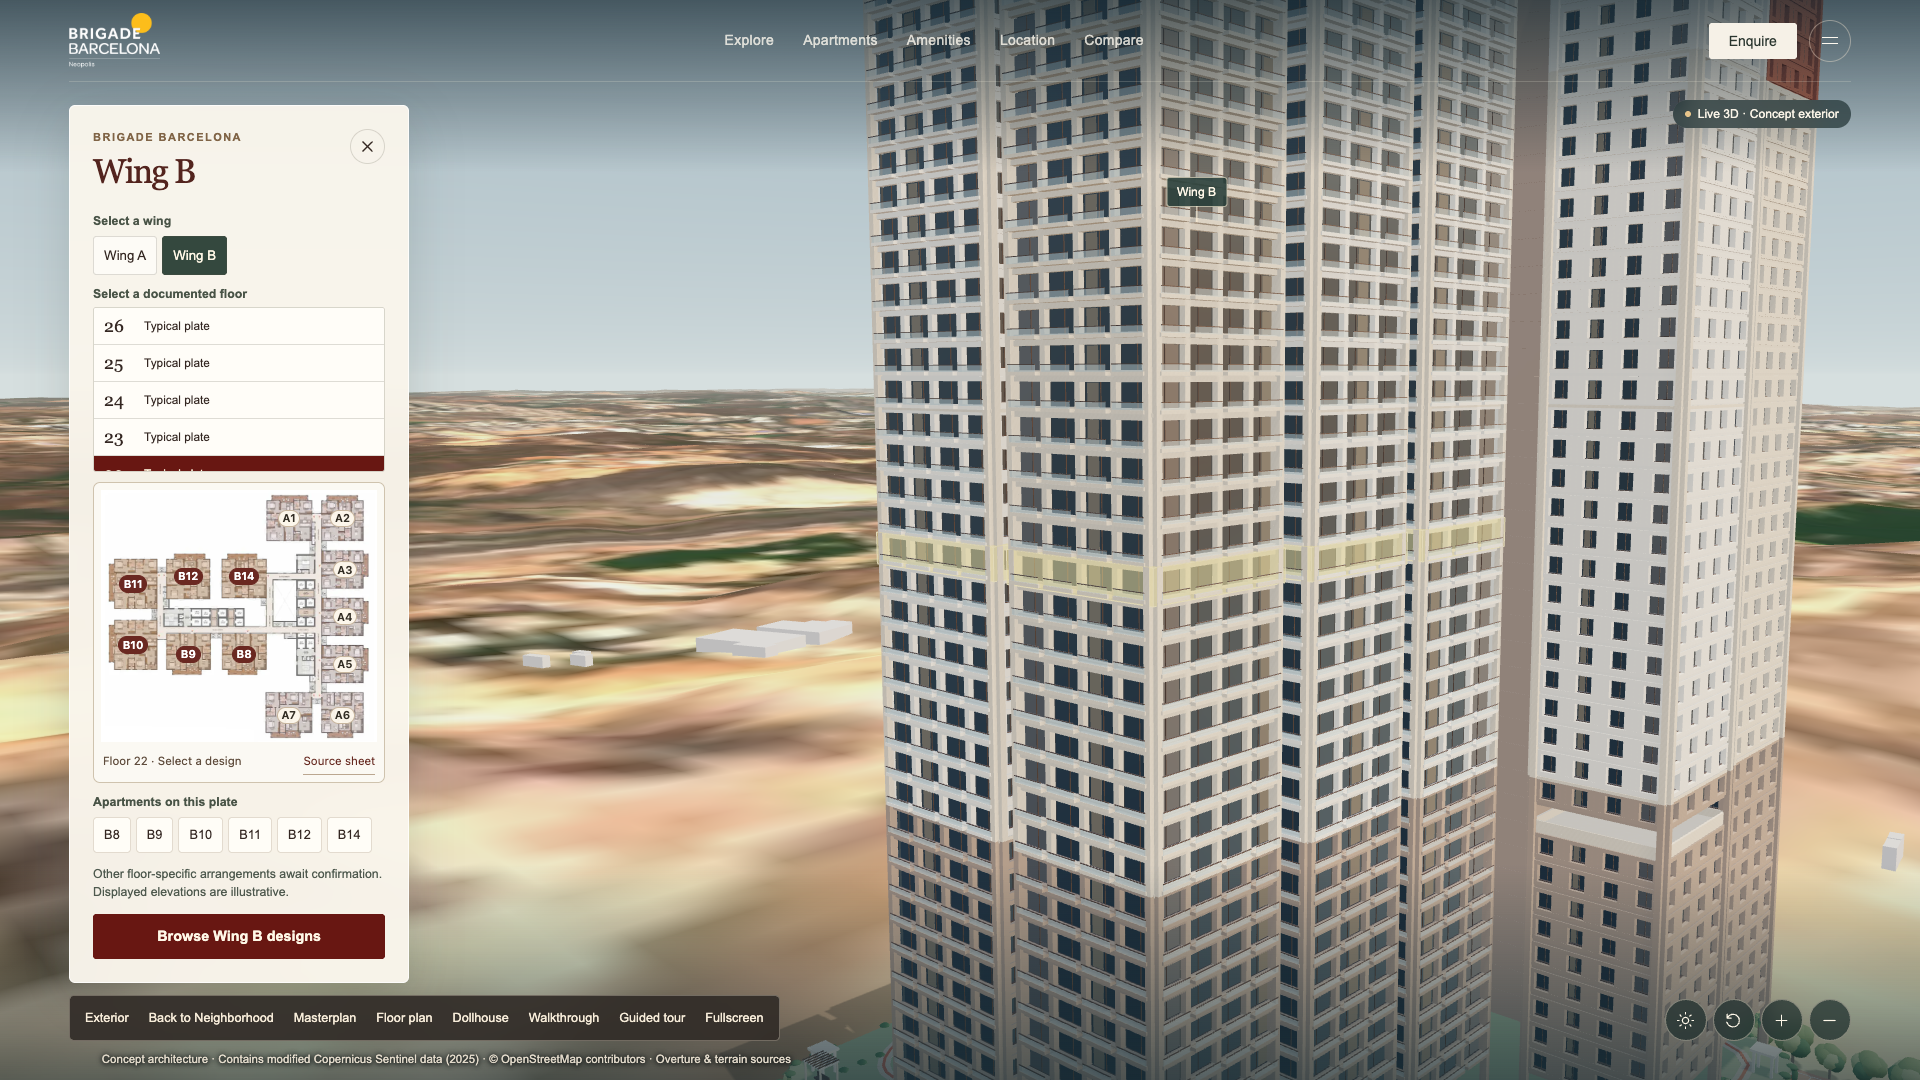 BRIGADE
BARCELONA
Neopolis
Explore
Apartments
Amenities
Location
Compare
Enquire
Live 3D · Concept exterior
BRIGADE BARCELONA
Wing B
Select a wing
Wing A
Wing B
Select a documented floor
26 Typical plate
25 Typical plate
24 Typical plate
23 Typical plate
A1
A2
A3
B11
B12
B14
A4
B10
B9
B8
A5
A7
A6
Floor 22 · Select a design
Source sheet
Apartments on this plate
B8
B9
B10
B11
B12
B14
Other floor-specific arrangements await confirmation.
Displayed elevations are illustrative.
Browse Wing B designs
Wing B
Exterior
Back to Neighborhood
Masterplan
Floor plan
Dollhouse
Walkthrough
Guided tour
Fullscreen
Concept architecture · Contains modified Copernicus Sentinel data (2025) · © OpenStreetMap contributors · Overture & terrain sources